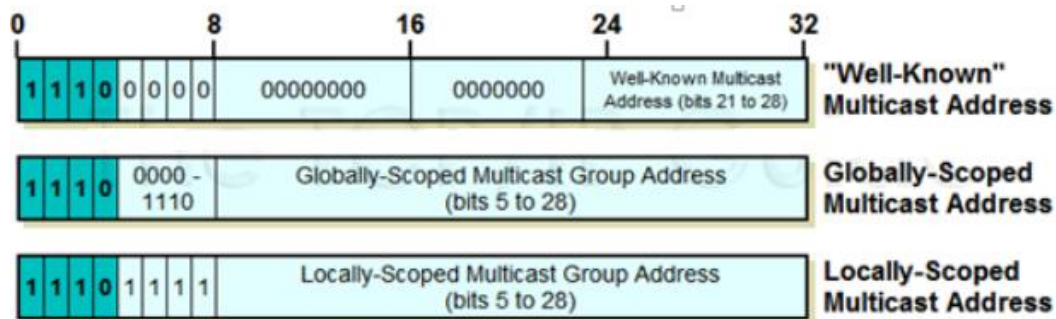 0 8 16 24 32
1 1 1 0 0 0 0 0 00000000 0000000 Well-Known Multicast
Address (bits 21 to 28)
"Well-Known"
Multicast Address
1 1 1 0 0000 -
1110
Globally-Scoped Multicast Group Address
(bits 5 to 28)
Globally-Scoped
Multicast Address
1 1 1 0 1 1 1 1 Locally-Scoped Multicast Group Address
(bits 5 to 28)
Locally-Scoped
Multicast Address